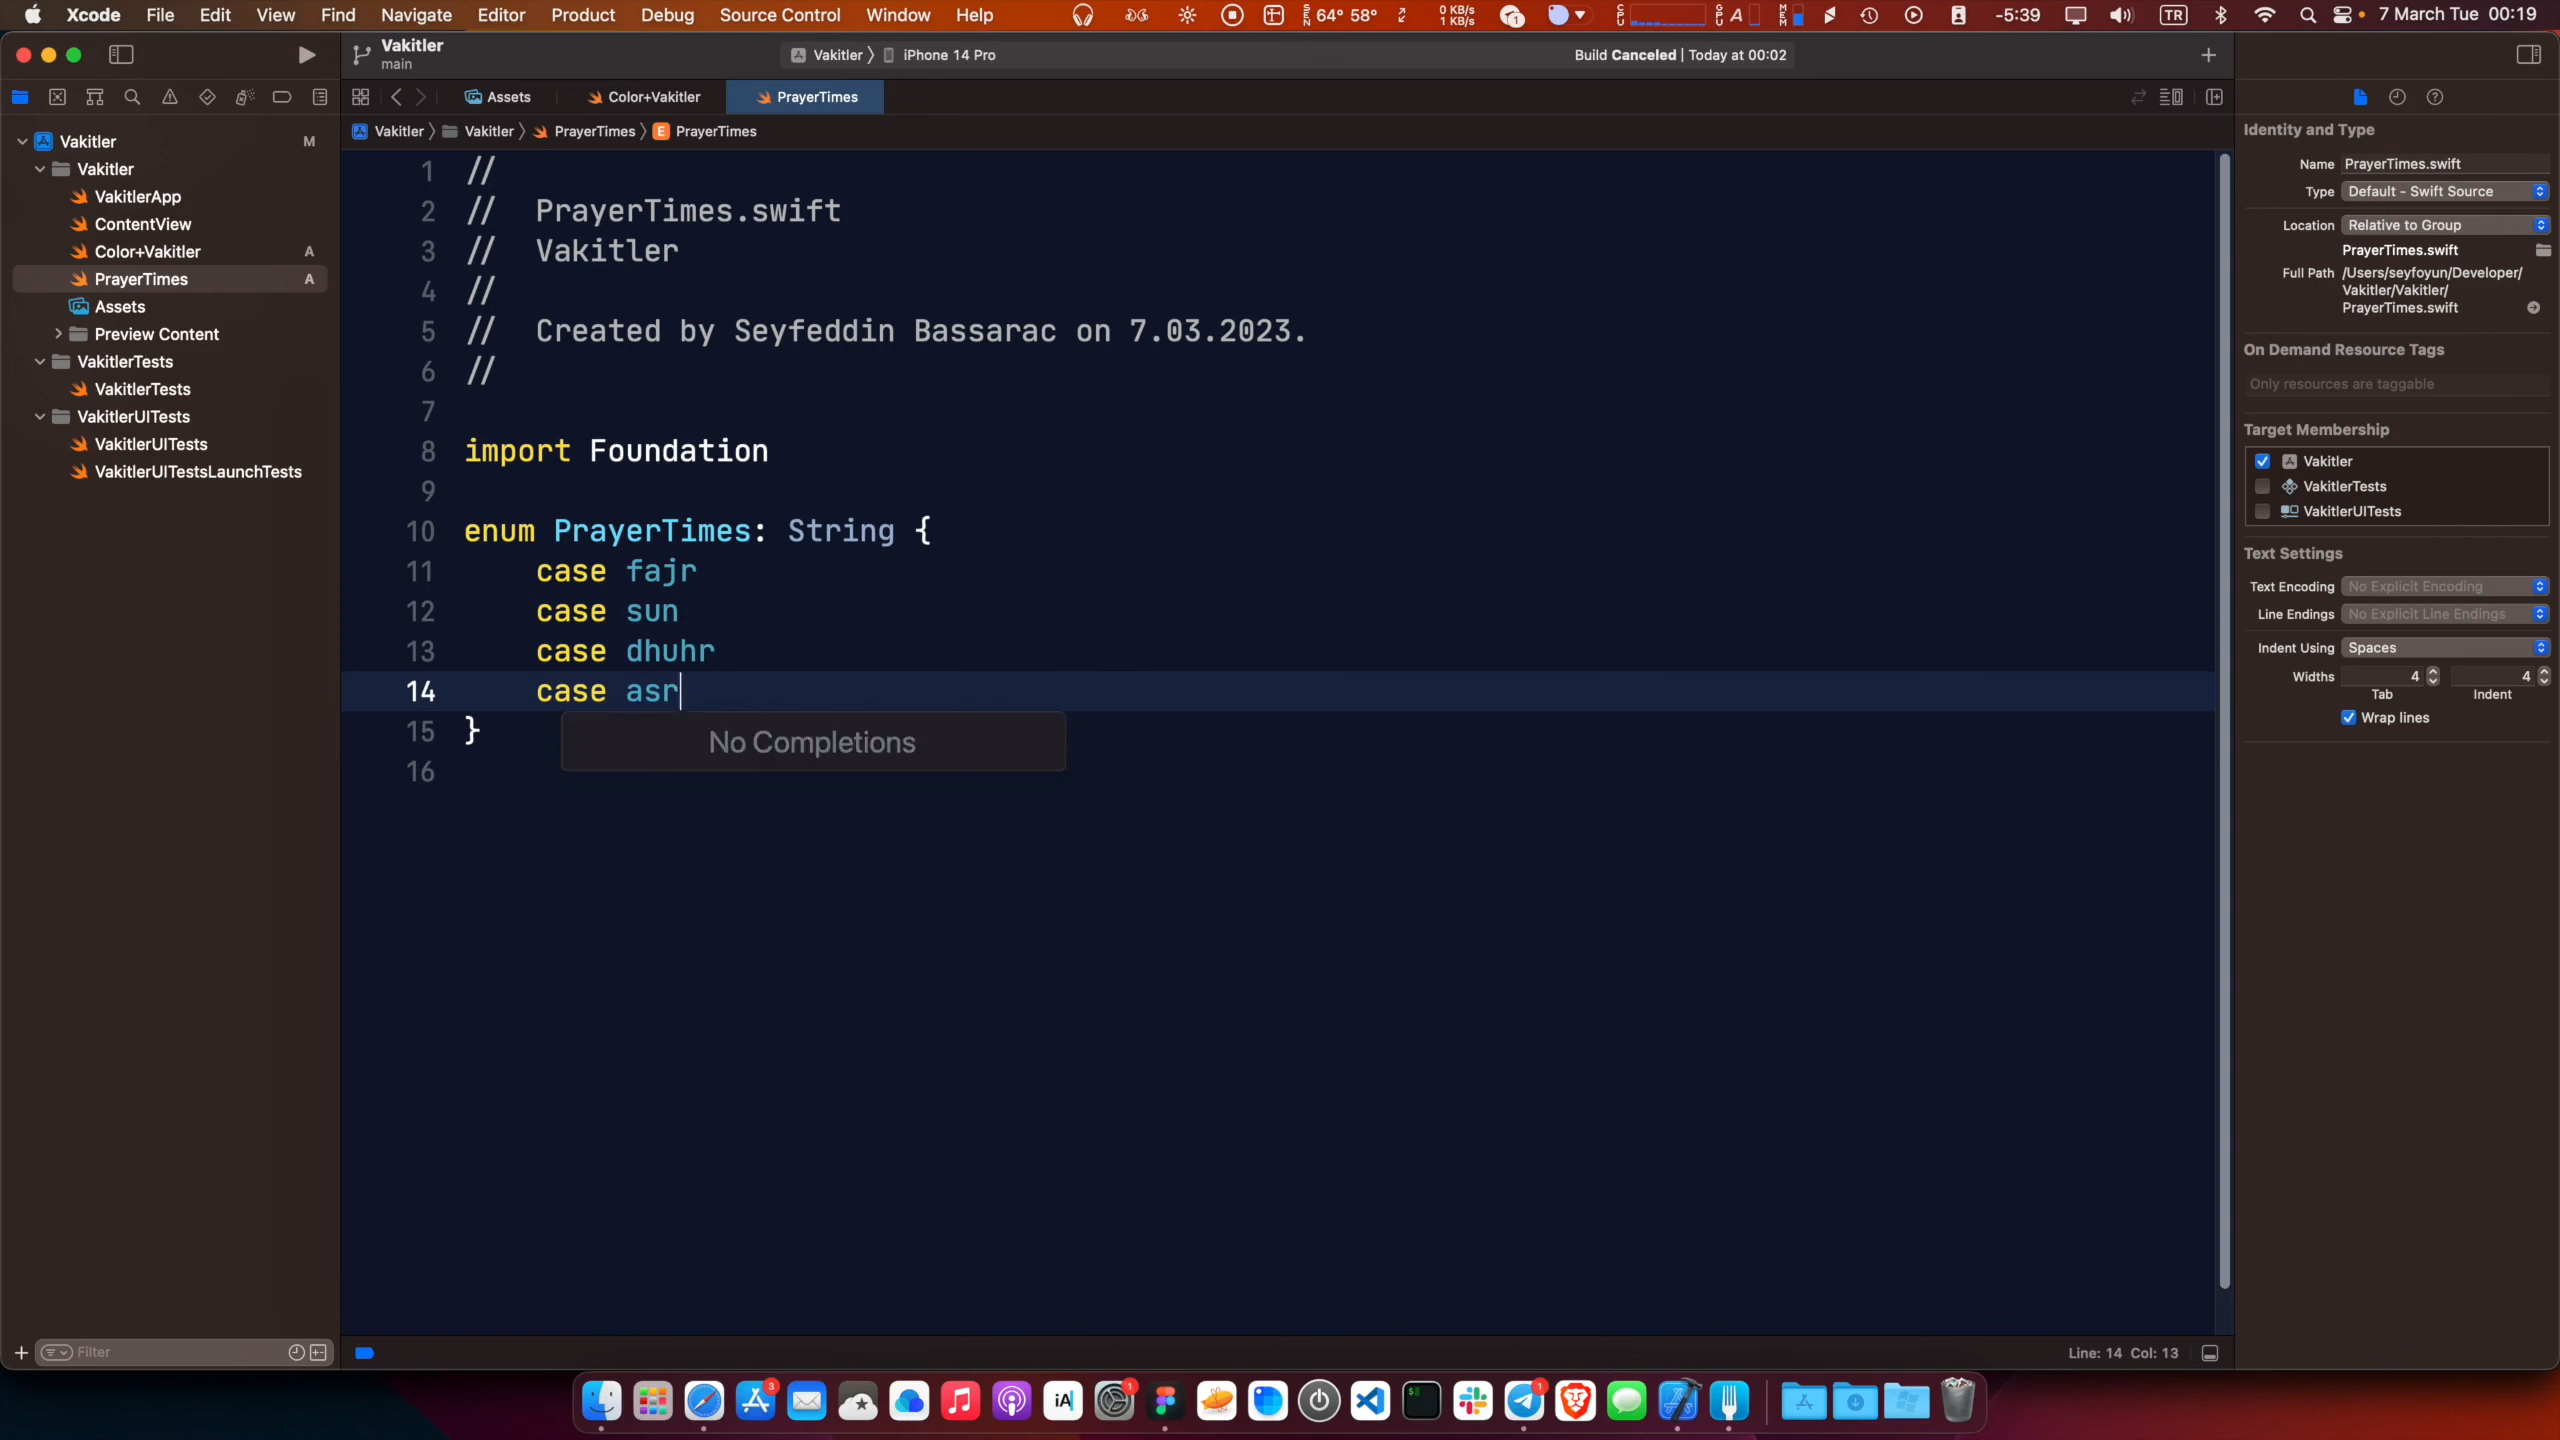 Xcode File Edit View Find Navigate Editor Product Debug Source Control Window Help
64° 58° 0 KB/s 1 KB/s -5:39 TR 7 March Tue 00:19
Vakitler
main
Vakitler iPhone 14 Pro
Build Canceled | Today at 00:02
Assets Color+Vakitler PrayerTimes
Vakitler Vakitler PrayerTimes E PrayerTimes
Vakitler M
Vakitler
VakitlerApp
ContentView
Color+Vakitler A
PrayerTimes A
Assets
Preview Content
VakitlerTests
VakitlerTests
VakitlerUITests
VakitlerUITests
VakitlerUITestsLaunchTests
Filter
1 //
2 // PrayerTimes.swift
3 // Vakitler
4 //
5 // Created by Seyfeddin Bassarac on 7.03.2023.
6 //
7
8 import Foundation
9
10 enum PrayerTimes: String {
11 case fajr
12 case sun
13 case dhuhr
14 case asr
15 }
16
No Completions
Line: 14 Col: 13
Identity and Type
Name PrayerTimes.swift
Type Default - Swift Source
Location Relative to Group
PrayerTimes.swift
Full Path /Users/seyfoyun/Developer/
Vakitler/Vakitler/
PrayerTimes.swift
On Demand Resource Tags
Only resources are taggable
Target Membership
Vakitler
VakitlerTests
VakitlerUITests
Text Settings
Text Encoding No Explicit Encoding
Line Endings No Explicit Line Endings
Indent Using Spaces
Widths 4 4
Tab Indent
Wrap lines